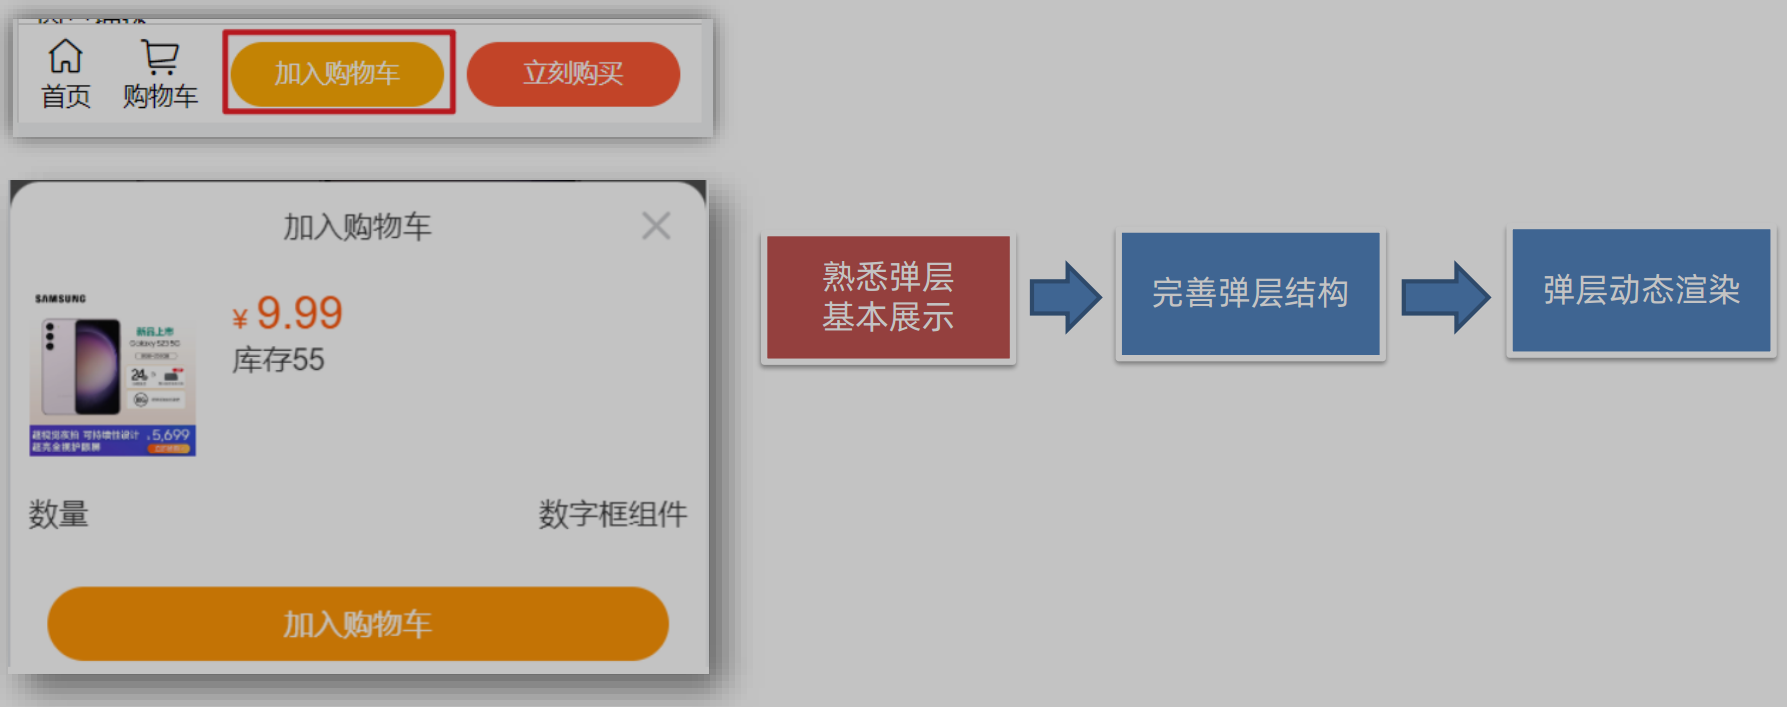 首页
购物车
加入购物车
立刻购买
加入购物车
SAMSUNG
新品上市
Galaxy S23 5G
¥ 9.99
库存55
5,699
数量
数字框组件
加入购物车
熟悉弹层
基本展示
完善弹层结构
弹层动态渲染